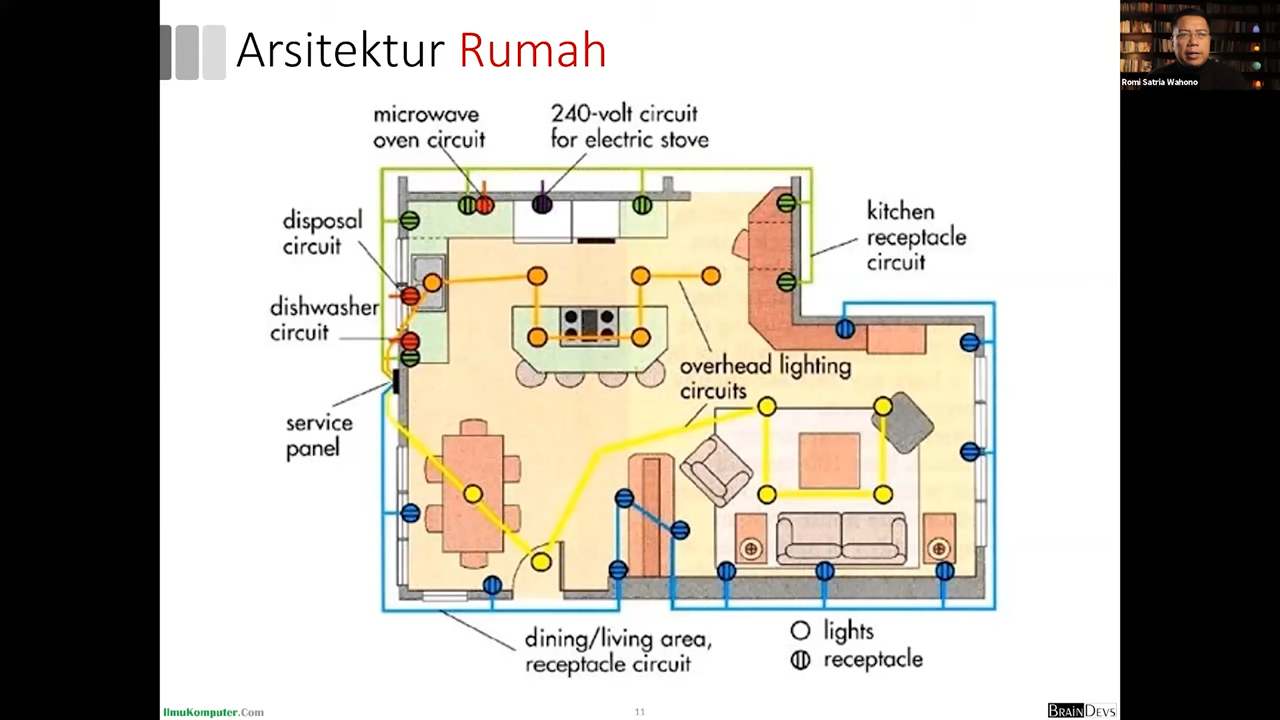 Arsitektur Rumah
Romi Satria Wahono
microwave
oven circuit
240-volt circuit
for electric stove
disposal
circuit
kitchen
receptacle
circuit
dishwasher
circuit
overhead lighting
circuits
service
panel
dining/living area,
receptacle circuit
lights
receptacle
IlmuKomputer.Com
11
BRAINDEVS